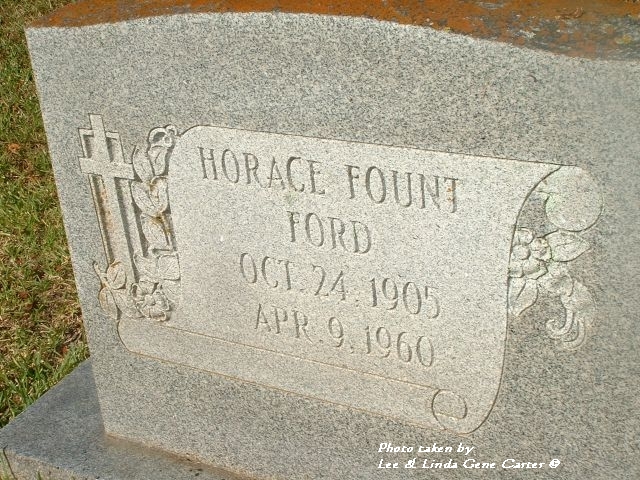 HORACE FOUNT
FORD
OCT. 24. 1905
APR. 9. 1960
Photo taken by
Lee & Linda Gene Carter ©